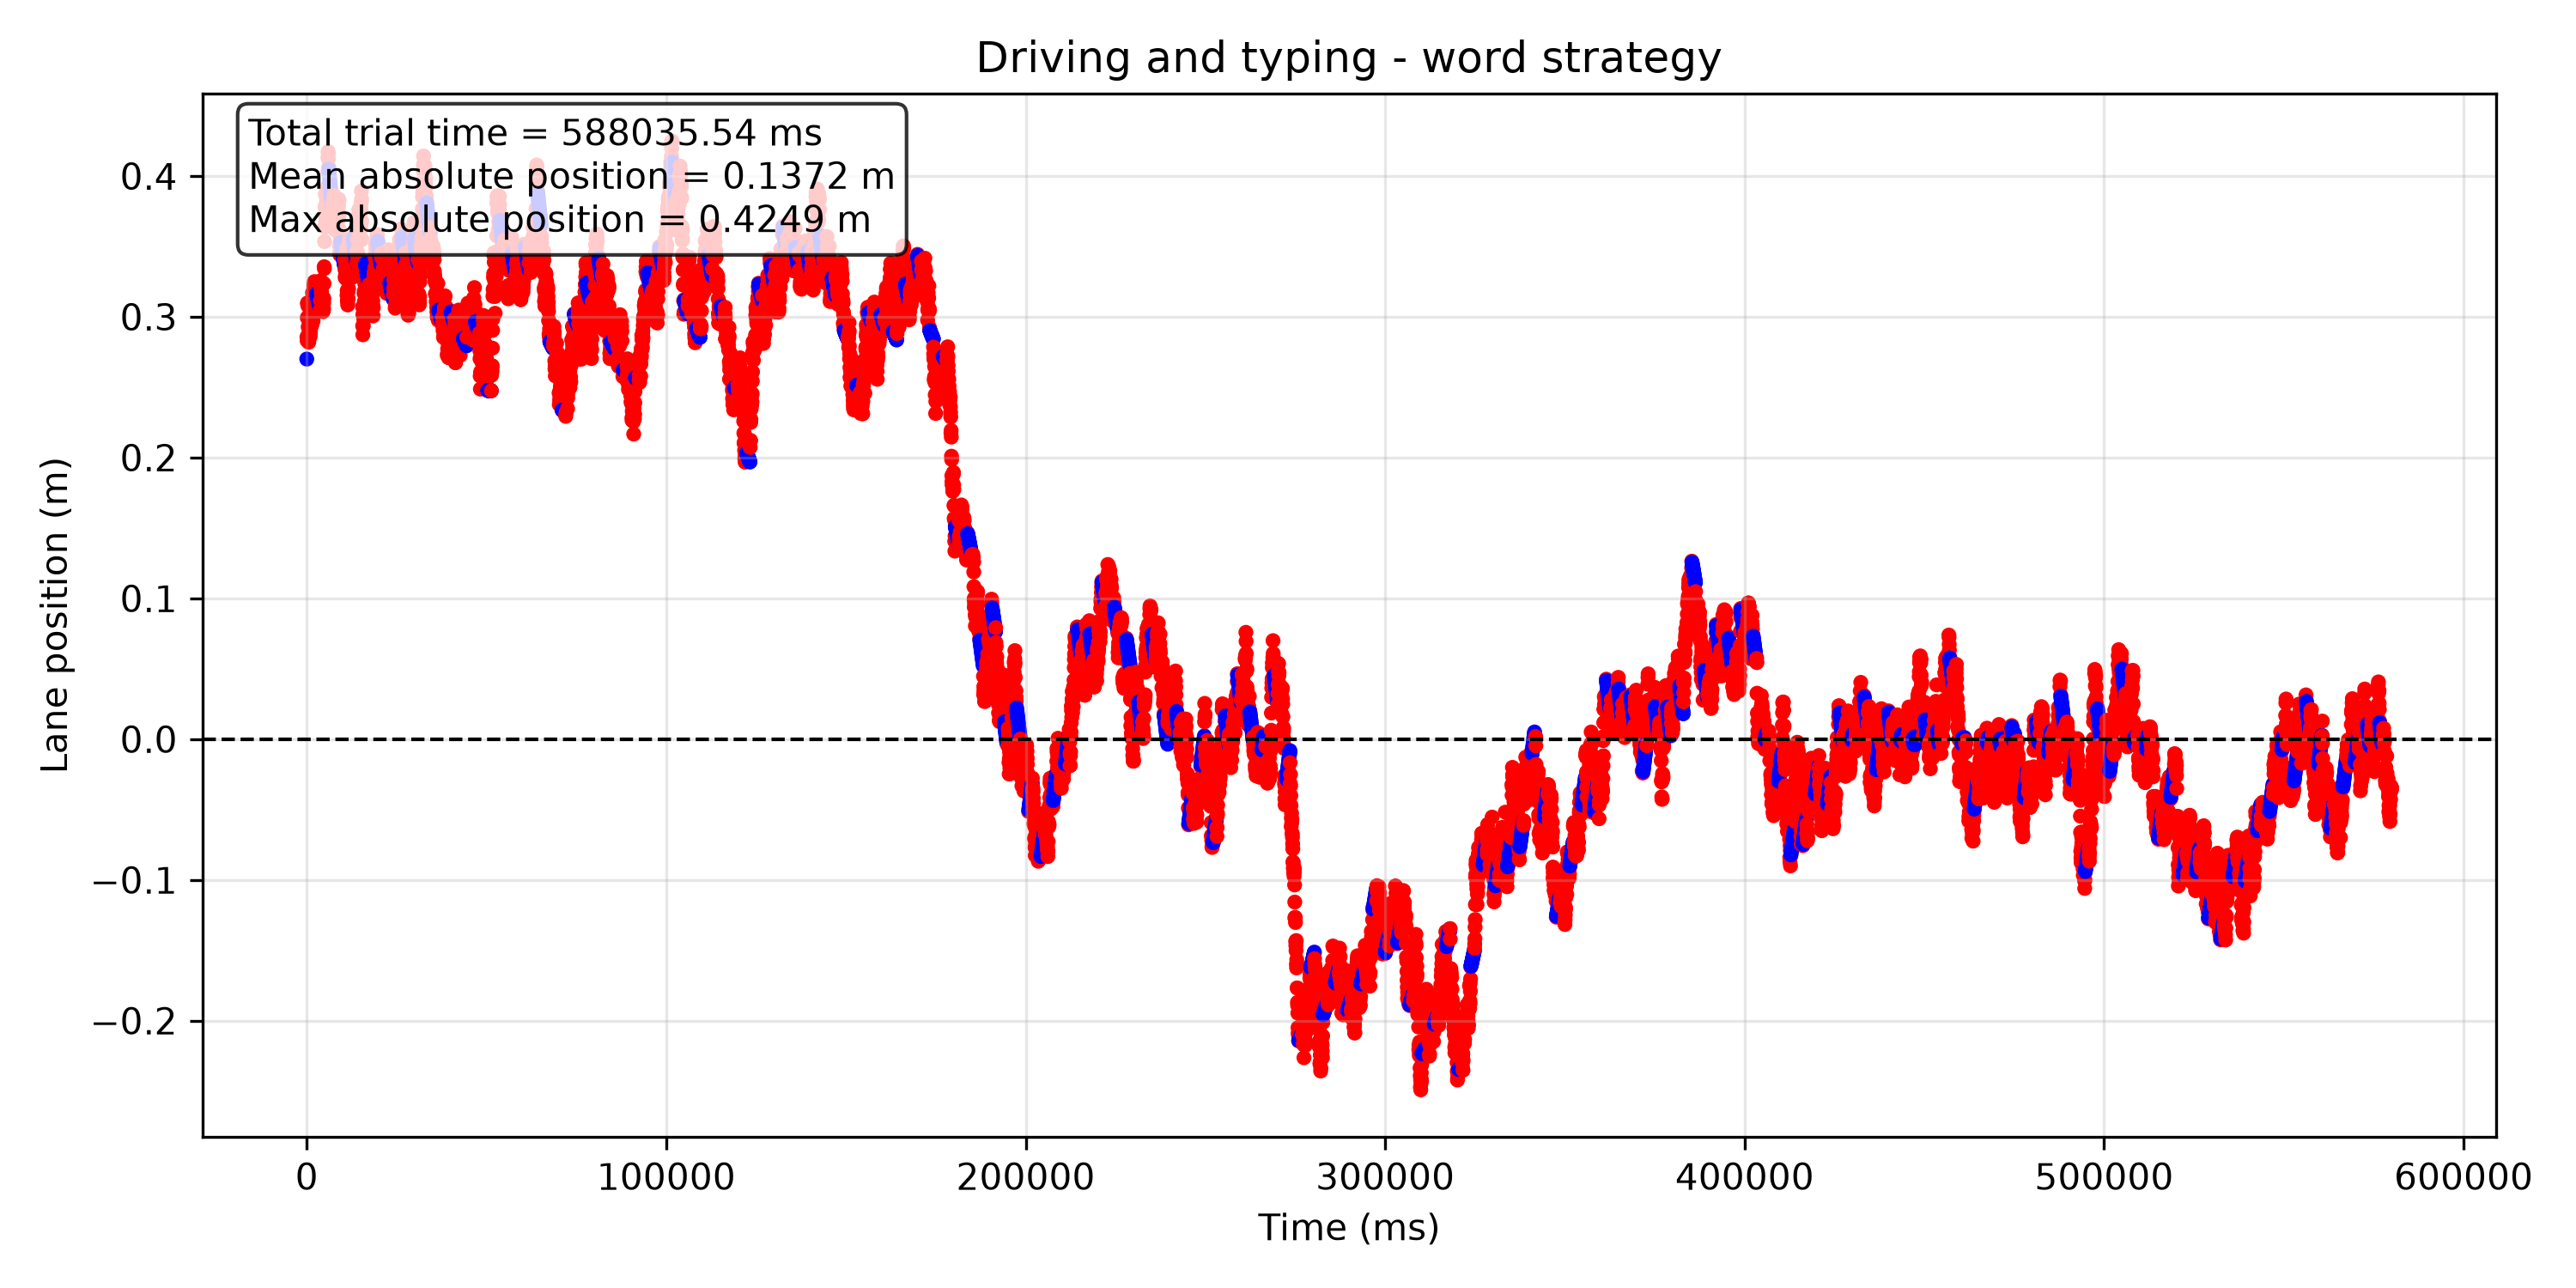 Driving and typing - word strategy
Total trial time = 588035.54 ms
Mean absolute position = 0.1372 m
Max absolute position = 0.4249 m
Lane position (m)
0.4
0.3
0.2
0.1
0.0
−0.1
−0.2
0 100000 200000 300000 400000 500000 600000
Time (ms)